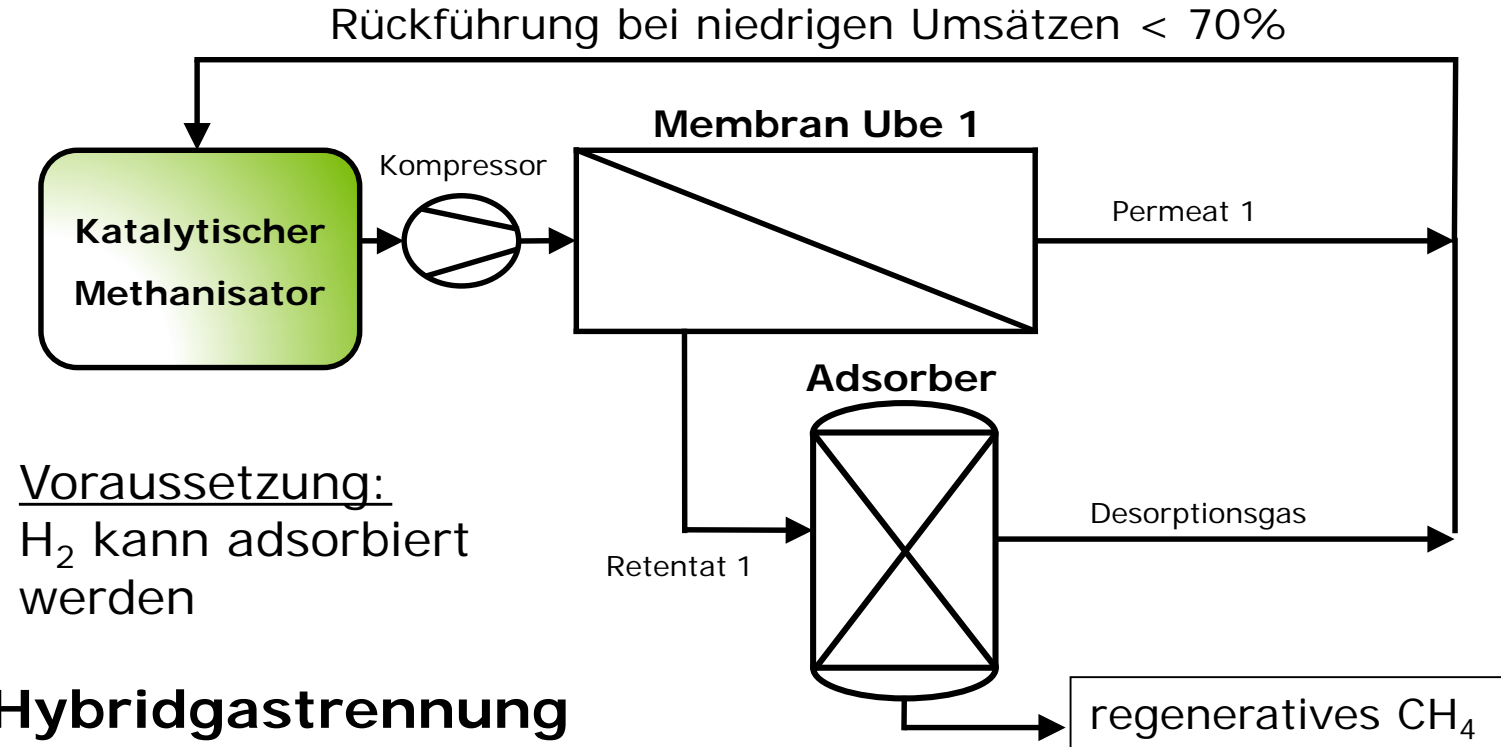 Rückführung bei niedrigen Umsätzen < 70%
Membran Ube 1
Kompressor
Katalytischer
Methanisator
Permeat 1
Adsorber
Voraussetzung:
H₂ kann adsorbiert
werden
Retentat 1
Desorptionsgas
Hybridgastrennung
regeneratives CH₄